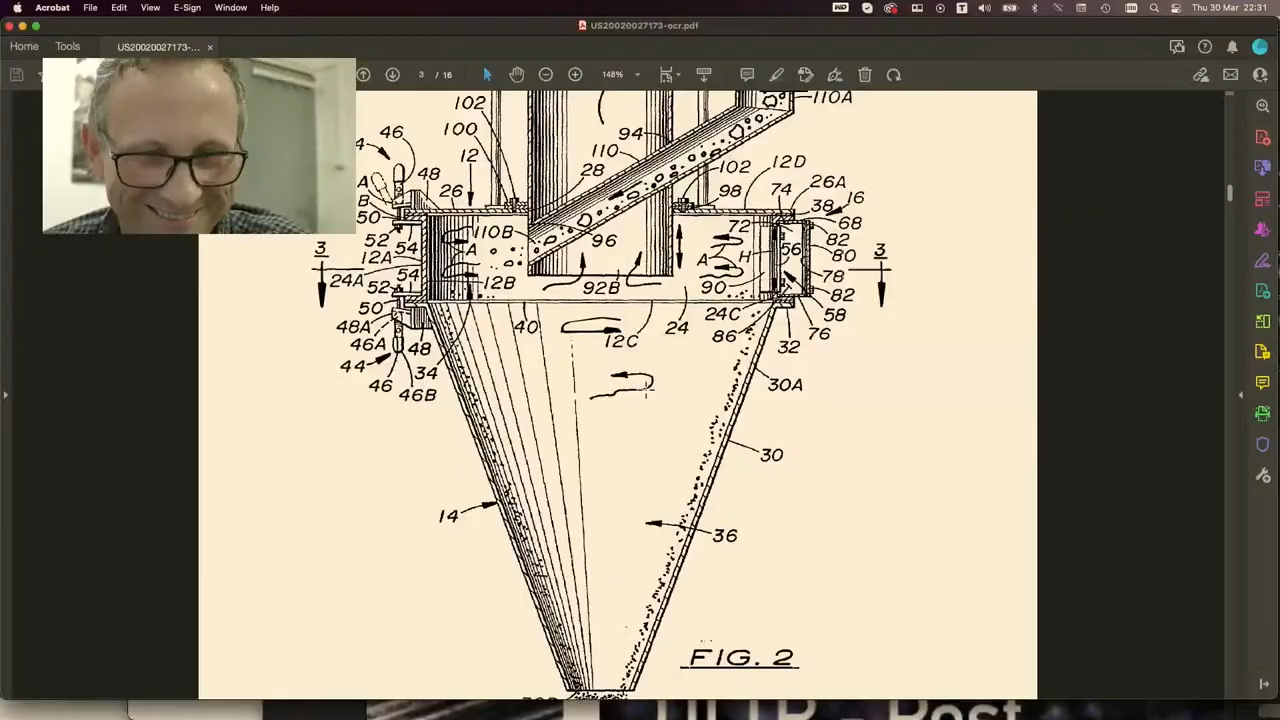 Acrobat File Edit View E-Sign Window Help
Thu 30 Mar 22:31
US20020027173-ocr.pdf
Home Tools US20020027173-... ×
3 / 16 148%
110A
102
100
46
12
94
110
102
12D
48
26
28
98
74
26A
38
16
68
A
B
50
110B
72
82
52
54
96
56
80
3
12A
A
A
H
3
24A
54
12B
92B
90
78
52
82
50
40
24
24C
58
48A
12C
86
76
46A
48
32
44
34
46
46B
30A
30
14
36
FIG. 2